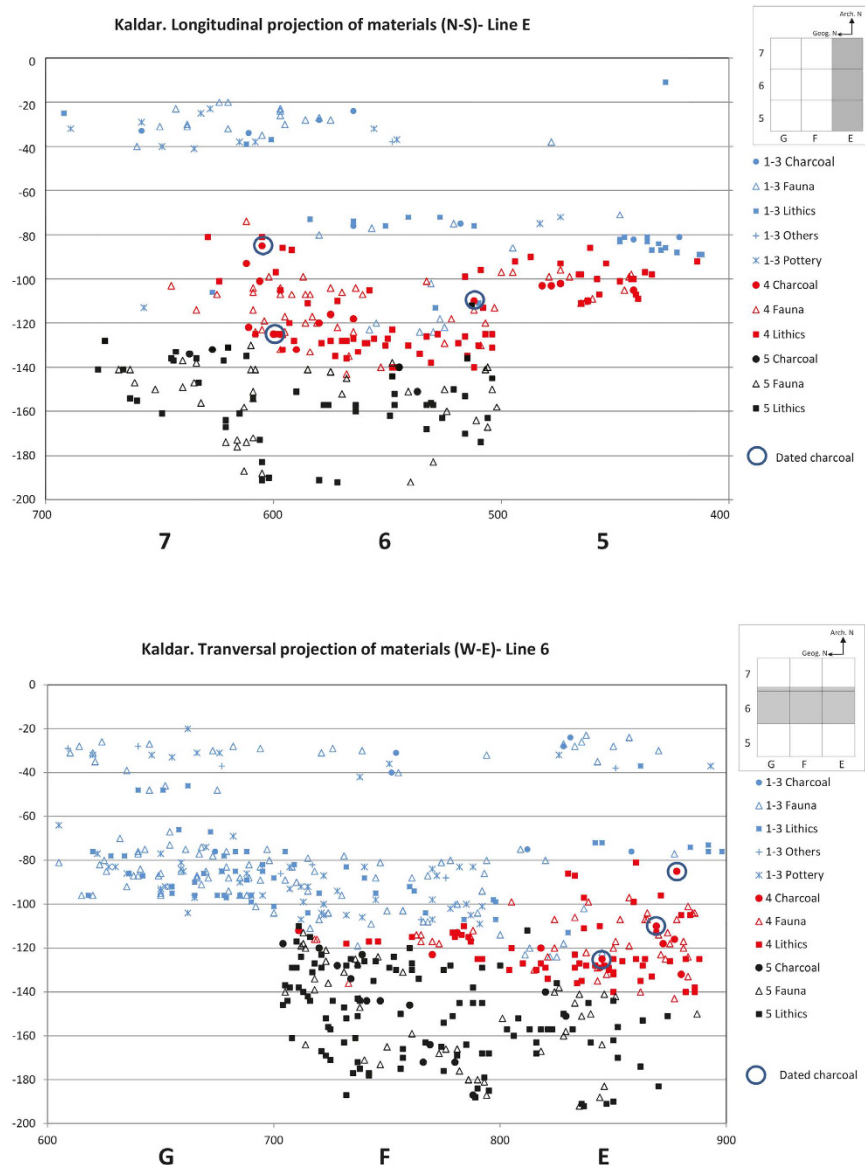 Kaldar. Longitudinal projection of materials (N-S)- Line E
Arch. N
Geog. N
7
6
5
G F E
0
-20
-40
-60
-80
-100
-120
-140
-160
-180
-200
700 600 500 400
7 6 5
1-3 Charcoal
1-3 Fauna
1-3 Lithics
1-3 Others
1-3 Pottery
4 Charcoal
4 Fauna
4 Lithics
5 Charcoal
5 Fauna
5 Lithics
Dated charcoal
Kaldar. Tranversal projection of materials (W-E)- Line 6
Arch. N
Geog. N
7
6
5
G F E
0
-20
-40
-60
-80
-100
-120
-140
-160
-180
-200
600 700 800 900
G F E
1-3 Charcoal
1-3 Fauna
1-3 Lithics
1-3 Others
1-3 Pottery
4 Charcoal
4 Fauna
4 Lithics
5 Charcoal
5 Fauna
5 Lithics
Dated charcoal